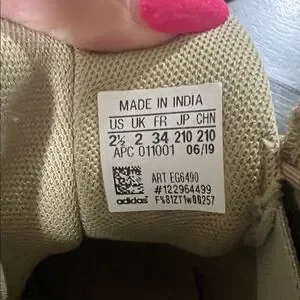 MADE IN INDIA
US UK FR JP CHN
2½ 2 34 210 210
APC 011001 06/19
ART EG6490
#122964499
adidas F%81ZT1W00257